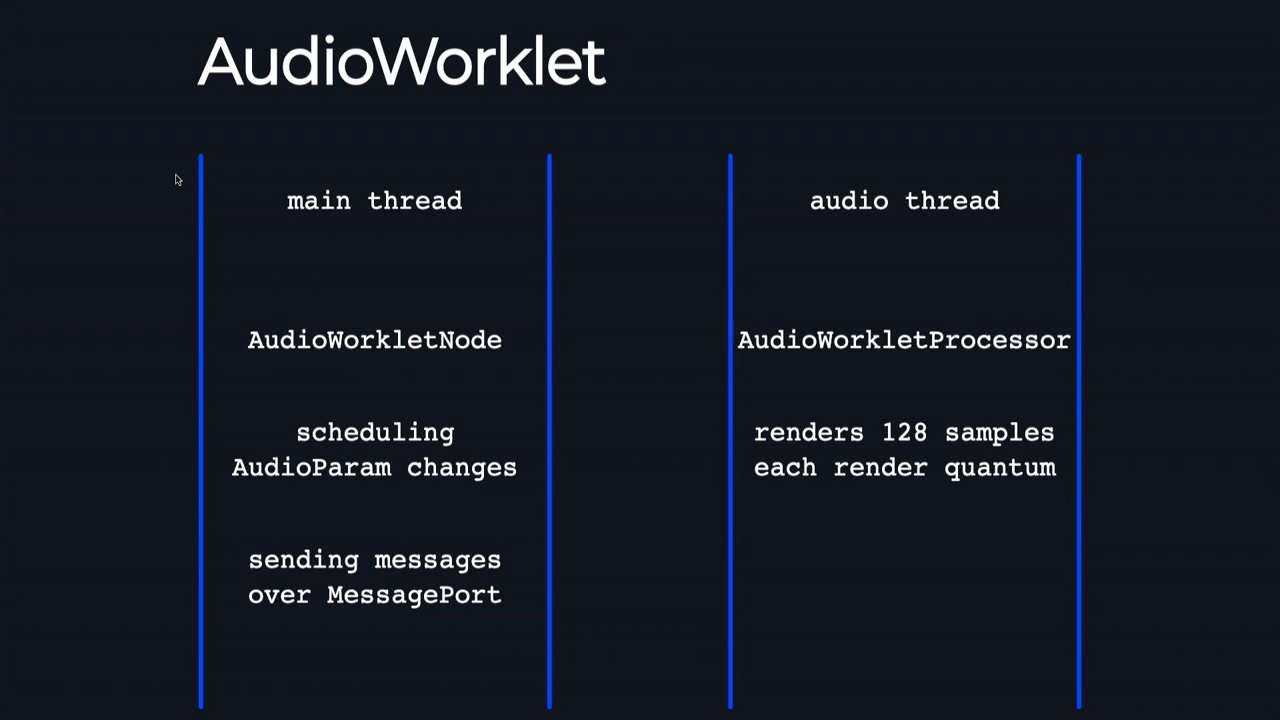 AudioWorklet
main thread
AudioWorkletNode
scheduling
AudioParam changes
sending messages
over MessagePort
audio thread
AudioWorkletProcessor
renders 128 samples
each render quantum